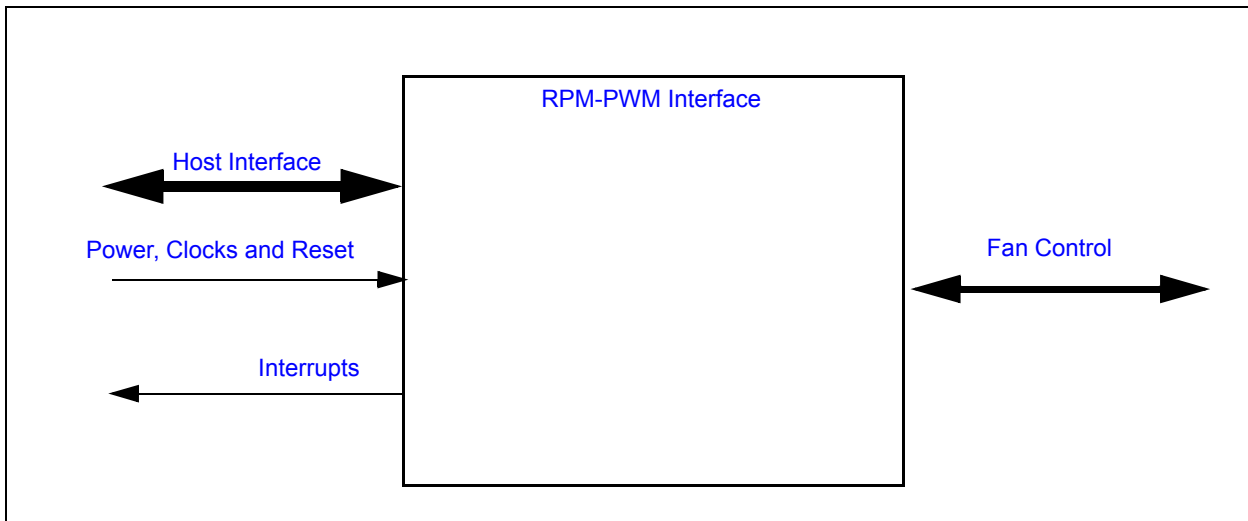 RPM-PWM Interface
Host Interface
Power, Clocks and Reset
Fan Control
Interrupts